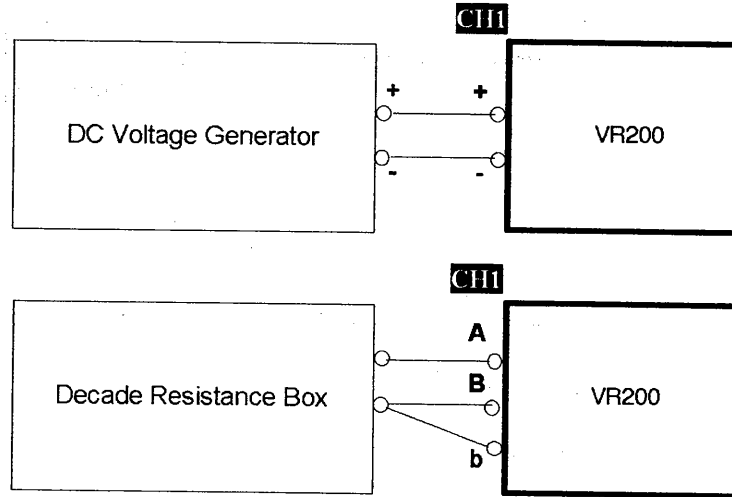 CH1
+ +
DC Voltage Generator VR200
- -
CH1
A
B
Decade Resistance Box VR200
b